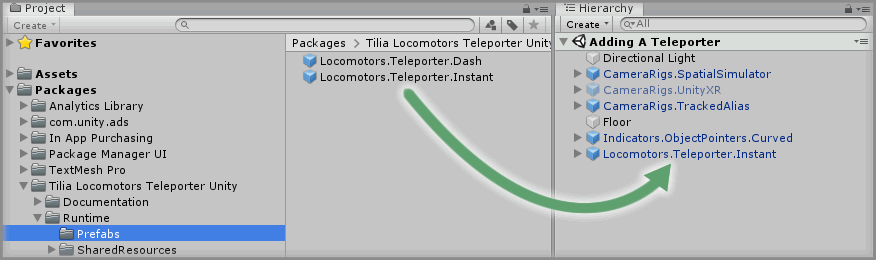 Project
Create
Favorites
Assets
Packages
Analytics Library
com.unity.ads
In App Purchasing
Package Manager UI
TextMesh Pro
Tilia Locomotors Teleporter Unity
Documentation
Runtime
Prefabs
SharedResources
Packages > Tilia Locomotors Teleporter Unity
Locomotors.Teleporter.Dash
Locomotors.Teleporter.Instant
Hierarchy
Create All
Adding A Teleporter
Directional Light
CameraRigs.SpatialSimulator
CameraRigs.UnityXR
CameraRigs.TrackedAlias
Floor
Indicators.ObjectPointers.Curved
Locomotors.Teleporter.Instant